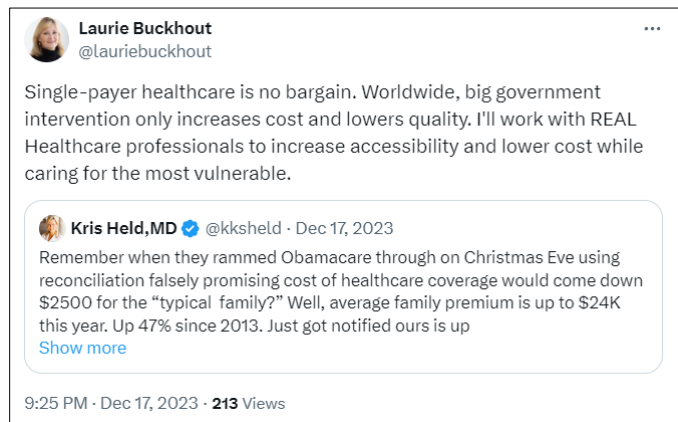 Laurie Buckhout
@lauriebuckhout
Single-payer healthcare is no bargain. Worldwide, big government
intervention only increases cost and lowers quality. I'll work with REAL
Healthcare professionals to increase accessibility and lower cost while
caring for the most vulnerable.
Kris Held,MD @kksheld · Dec 17, 2023
Remember when they rammed Obamacare through on Christmas Eve using
reconciliation falsely promising cost of healthcare coverage would come down
$2500 for the “typical family?” Well, average family premium is up to $24K
this year. Up 47% since 2013. Just got notified ours is up
Show more
9:25 PM · Dec 17, 2023 · 213 Views